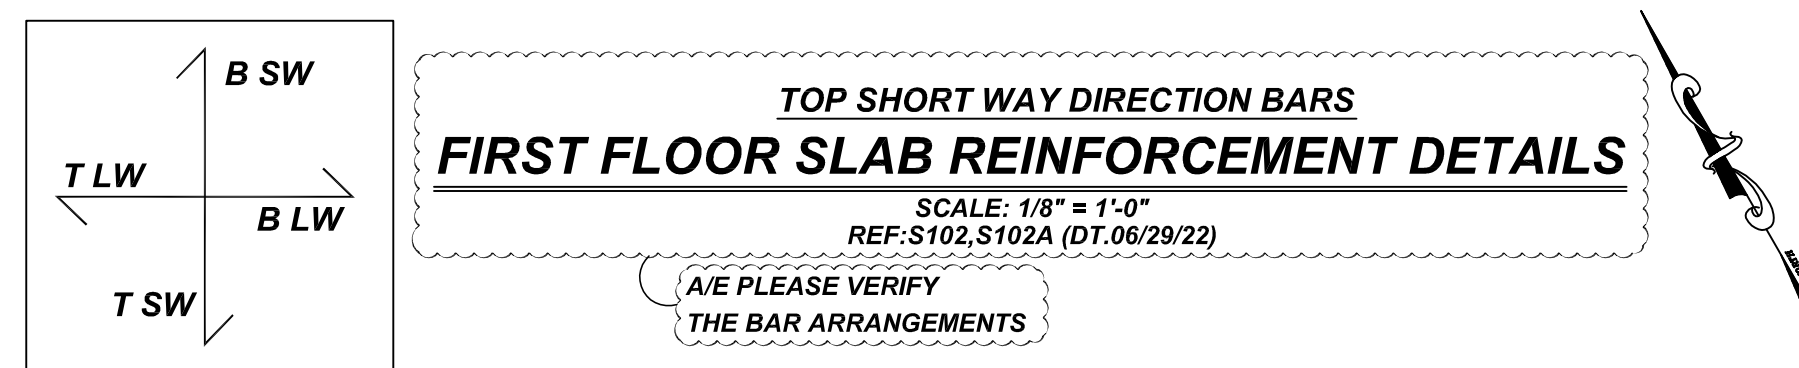 B SW
T LW
B LW
T SW
TOP SHORT WAY DIRECTION BARS
FIRST FLOOR SLAB REINFORCEMENT DETAILS
SCALE: 1/8" = 1'-0"
REF:S102,S102A (DT.06/29/22)
A/E PLEASE VERIFY
THE BAR ARRANGEMENTS